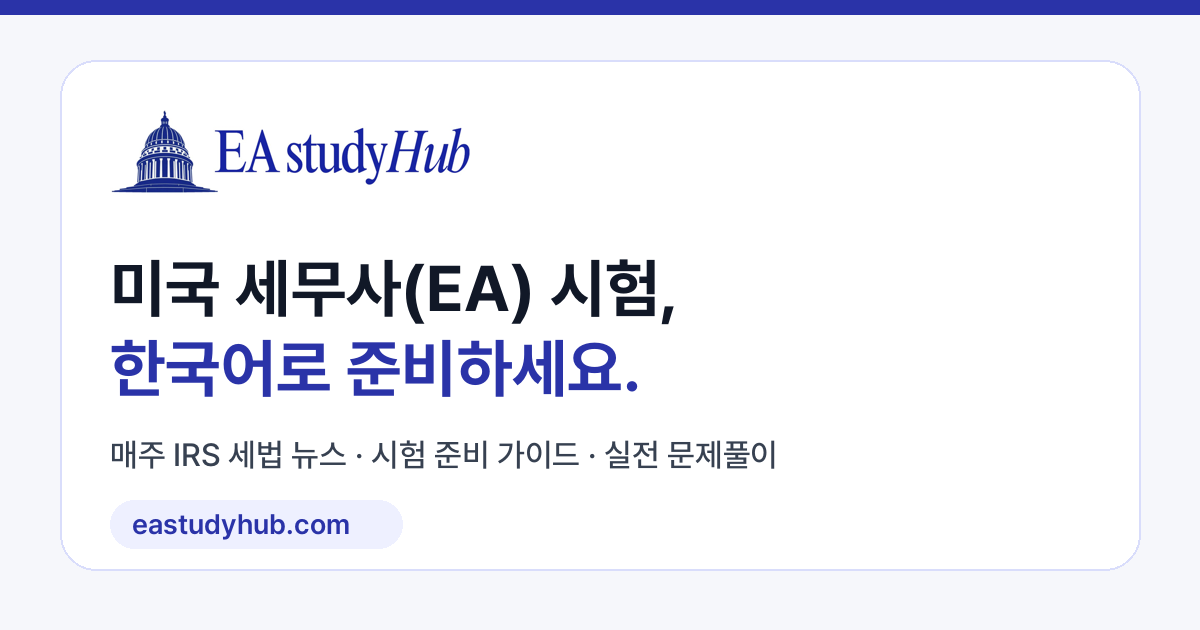 EA studyHub
미국 세무사(EA) 시험,
한국어로 준비하세요.
매주 IRS 세법 뉴스 · 시험 준비 가이드 · 실전 문제풀이
eastudyhub.com